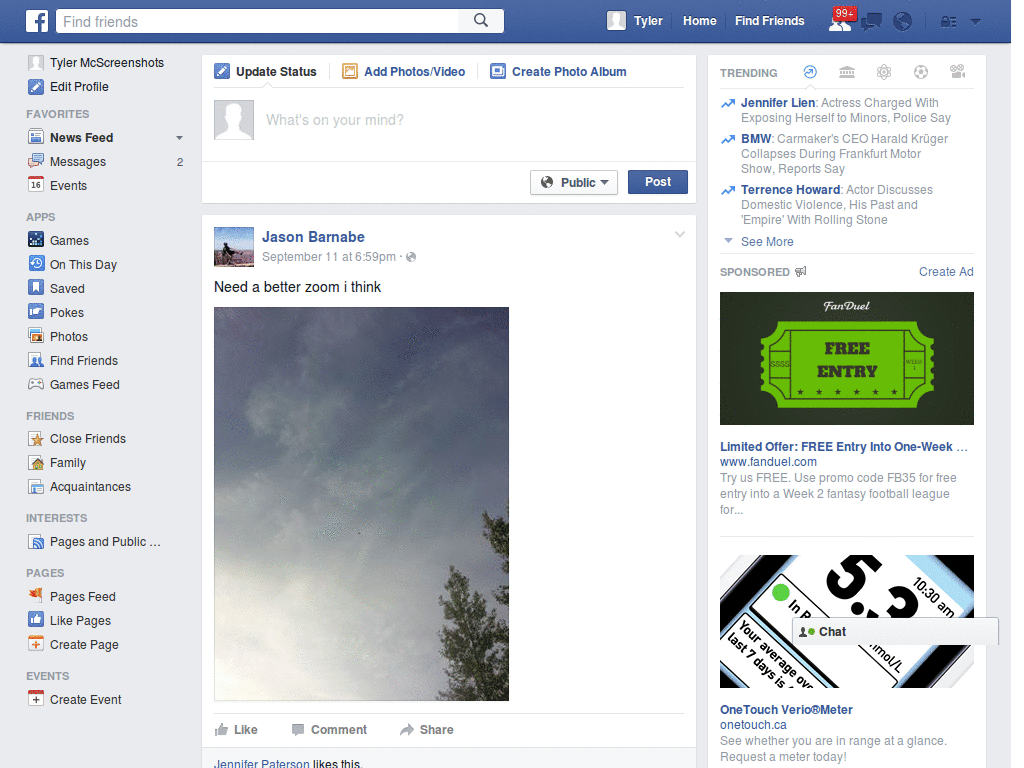 f
Find friends
Tyler
Home
Find Friends
99+
Tyler McScreenshots
Edit Profile
FAVORITES
News Feed
Messages 2
16 Events
APPS
Games
On This Day
Saved
Pokes
Photos
Find Friends
Games Feed
FRIENDS
Close Friends
Family
Acquaintances
INTERESTS
Pages and Public ...
PAGES
Pages Feed
Like Pages
Create Page
EVENTS
Create Event
Update Status Add Photos/Video Create Photo Album
What's on your mind?
Public Post
Jason Barnabe
September 11 at 6:59pm ·
Need a better zoom i think
Like Comment Share
Jennifer Paterson likes this.
TRENDING
Jennifer Lien: Actress Charged With
Exposing Herself to Minors, Police Say
BMW: Carmaker's CEO Harald Krüger
Collapses During Frankfurt Motor
Show, Reports Say
Terrence Howard: Actor Discusses
Domestic Violence, His Past and
'Empire' With Rolling Stone
See More
SPONSORED Create Ad
FanDuel
FREE
ENTRY
$$$$
WEEK
1
Limited Offer: FREE Entry Into One-Week ...
www.fanduel.com
Try us FREE. Use promo code FB35 for free
entry into a Week 2 fantasy football league
for...
5.3
10:30 am
In R
mmol/L
Your average ove
last 7 days is
Chat
OneTouch Verio®Meter
onetouch.ca
See whether you are in range at a glance.
Request a meter today!